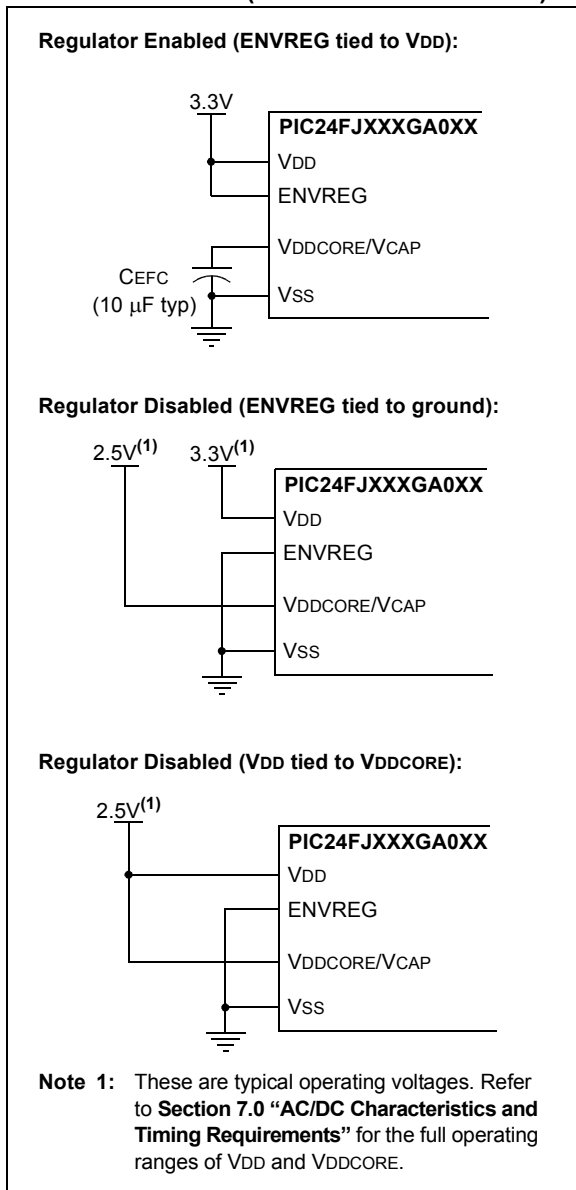 Regulator Enabled (ENVREG tied to VDD):
3.3V
PIC24FJXXXGA0XX
VDD
ENVREG
VDDCORE/VCAP
CEFC
(10 μF typ)
VSS
Regulator Disabled (ENVREG tied to ground):
2.5V(1) 3.3V(1)
PIC24FJXXXGA0XX
VDD
ENVREG
VDDCORE/VCAP
VSS
Regulator Disabled (VDD tied to VDDCORE):
2.5V(1)
PIC24FJXXXGA0XX
VDD
ENVREG
VDDCORE/VCAP
VSS
Note 1: These are typical operating voltages. Refer
to Section 7.0 “AC/DC Characteristics and
Timing Requirements” for the full operating
ranges of VDD and VDDCORE.